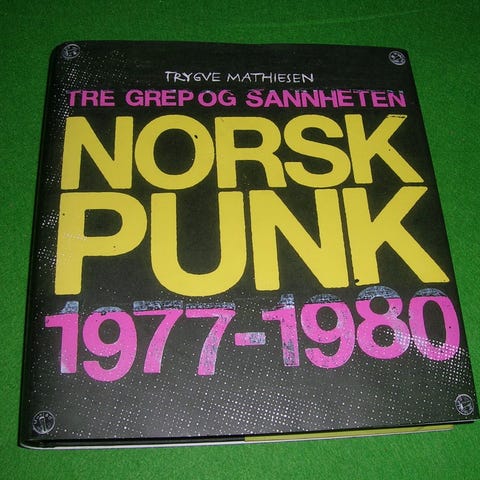 TRYGVE MATHIESEN
TRE GREP OG SANNHETEN
NORSK
PUNK
1977-1980